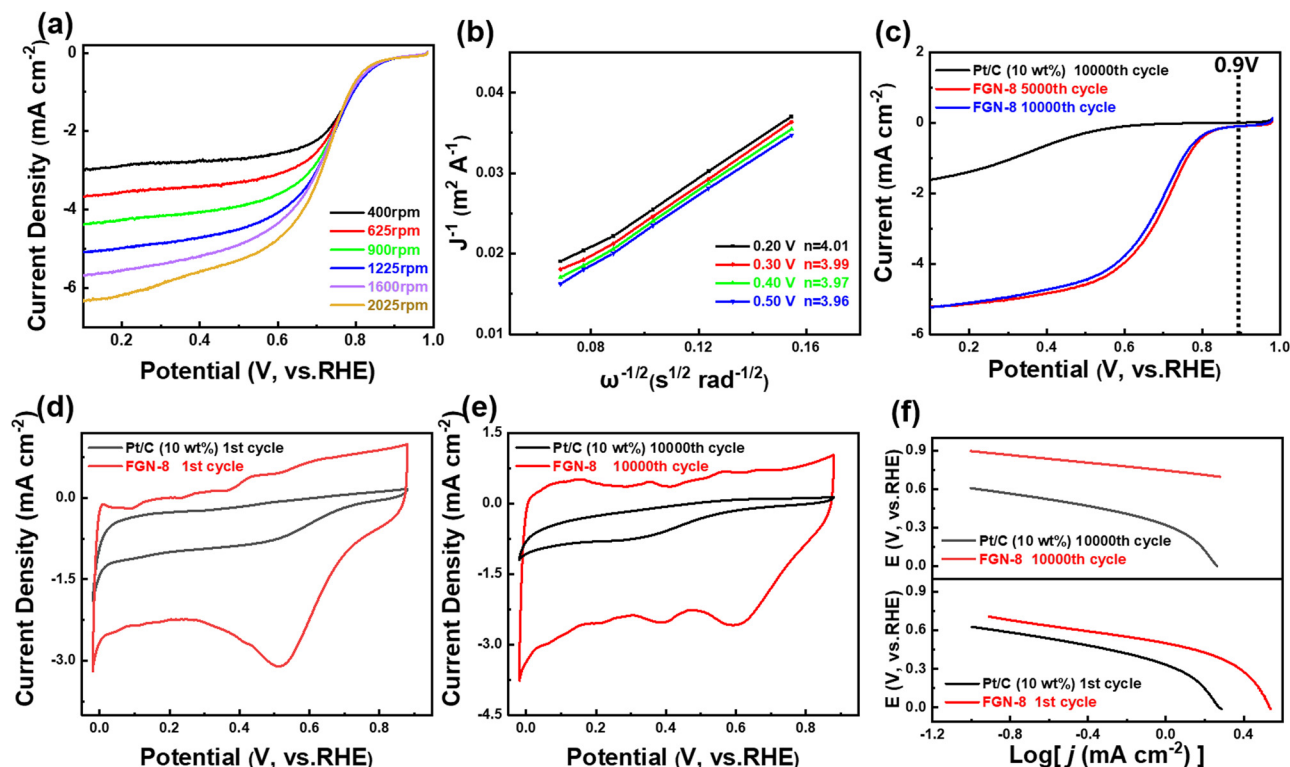 (a)
0
-2
-4
-6
Current Density (mA cm-2)
400rpm
625rpm
900rpm
1225rpm
1600rpm
2025rpm
0.2 0.4 0.6 0.8 1.0
Potential (V, vs.RHE)
(b)
0.04
0.03
0.02
0.01
J-1 (m2 A-1)
0.20 V n=4.01
0.30 V n=3.99
0.40 V n=3.97
0.50 V n=3.96
0.08 0.12 0.16
ω-1/2(s1/2 rad-1/2)
(c)
Pt/C (10 wt%) 10000th cycle
FGN-8 5000th cycle
FGN-8 10000th cycle
0.9V
4
2
0
-2
-4
-6
Current (mA cm-2)
0.2 0.4 0.6 0.8 1.0
Potential (V, vs.RHE)
(d)
Pt/C (10 wt%) 1st cycle
FGN-8 1st cycle
0.0
-1.5
-3.0
Current Density (mA cm-2)
0.0 0.2 0.4 0.6 0.8
Potential (V, vs.RHE)
(e)
Pt/C (10 wt%) 10000th cycle
FGN-8 10000th cycle
1.5
0.0
-1.5
-3.0
-4.5
Current Density (mA cm-2)
0.0 0.2 0.4 0.6 0.8
Potential (V, vs.RHE)
(f)
0.9
0.6
0.3
0.0
E (V, vs.RHE)
Pt/C (10 wt%) 10000th cycle
FGN-8 10000th cycle
0.9
0.6
0.3
0.0
E (V, vs.RHE)
Pt/C (10 wt%) 1st cycle
FGN-8 1st cycle
-1.2 -0.8 -0.4 0.0 0.4
Log[ j (mA cm-2) ]